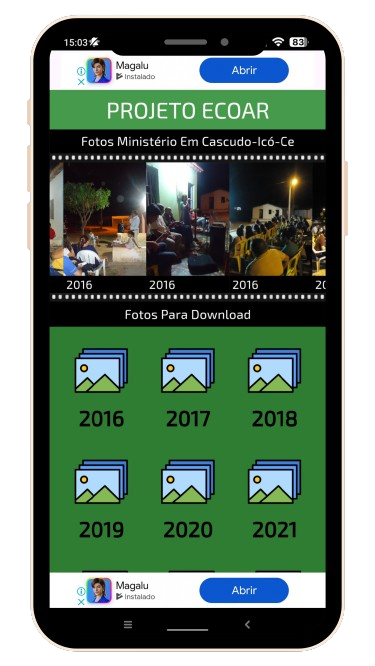 15:03
83
Magalu
Instalado
Abrir
PROJETO ECOAR
Fotos Ministério Em Cascudo-Icó-Ce
2016 2016 2016 20
Fotos Para Download
2016 2017 2018
2019 2020 2021
Magalu
Instalado
Abrir